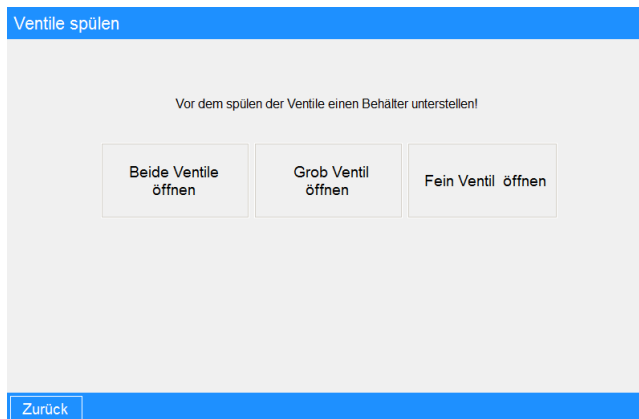 Ventile spülen
Vor dem spülen der Ventile einen Behälter unterstellen!
Beide Ventile
öffnen
Grob Ventil
öffnen
Fein Ventil  öffnen
Zurück